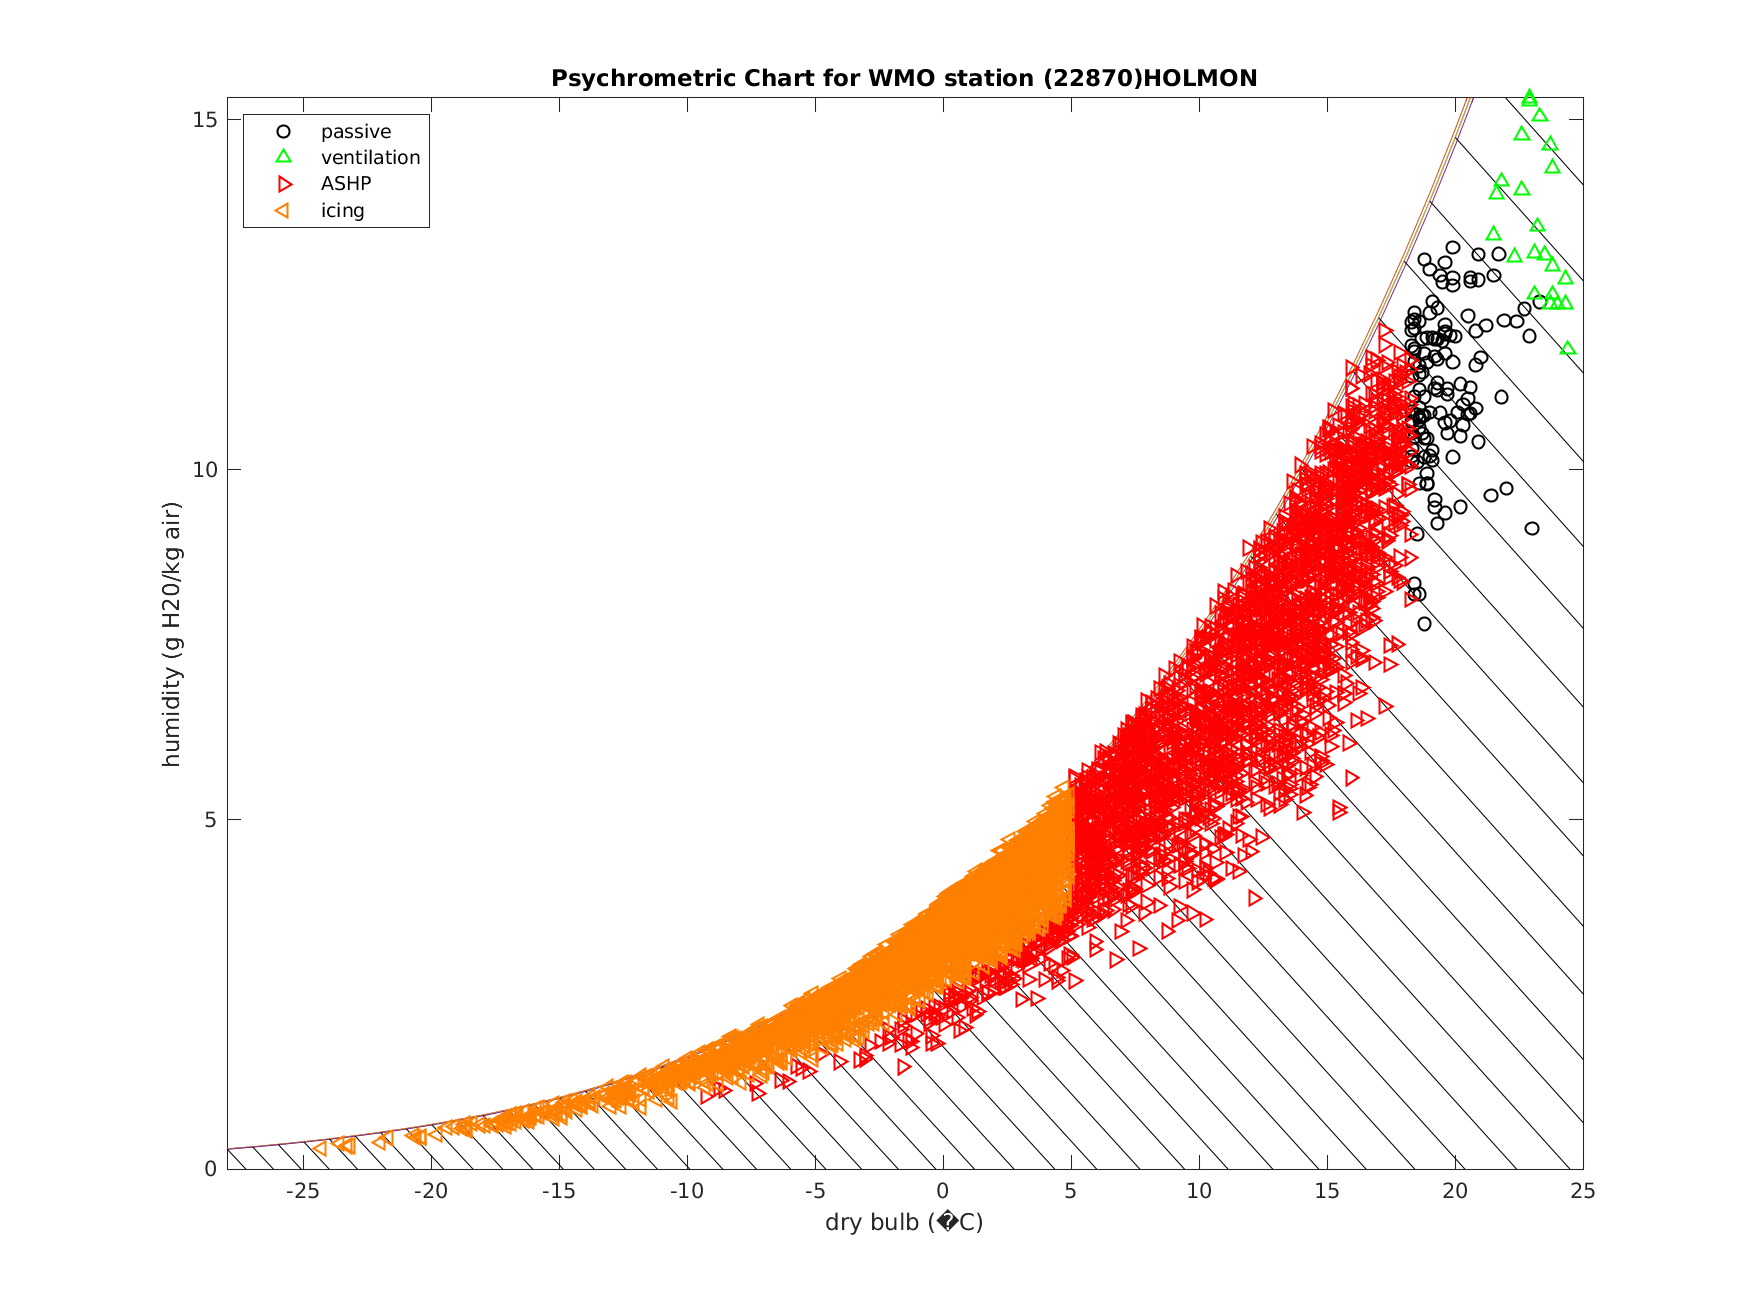 Psychrometric Chart for WMO station (22870)HOLMON
passive
ventilation
ASHP
icing
humidity (g H20/kg air)
15
10
5
0
-25 -20 -15 -10 -5 0 5 10 15 20 25
dry bulb (�C)